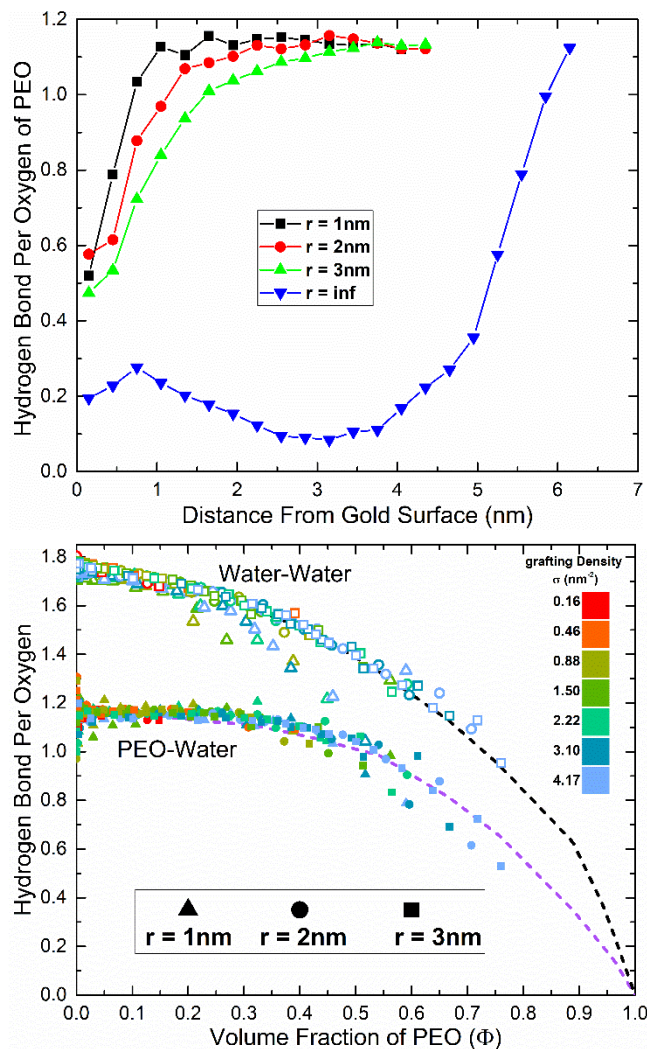 1.2
1.0
0.8
0.6
0.4
0.2
0.0
Hydrogen Bond Per Oxygen of PEO
r = 1nm
r = 2nm
r = 3nm
r = inf
0 1 2 3 4 5 6 7
Distance From Gold Surface (nm)
1.8
1.6
1.4
1.2
1.0
0.8
0.6
0.4
0.2
0.0
Hydrogen Bond Per Oxygen
Water-Water
PEO-Water
grafting Density
σ (nm⁻²)
0.16
0.46
0.88
1.50
2.22
3.10
4.17
r = 1nm r = 2nm r = 3nm
0.0 0.1 0.2 0.3 0.4 0.5 0.6 0.7 0.8 0.9 1.0
Volume Fraction of PEO (Φ)